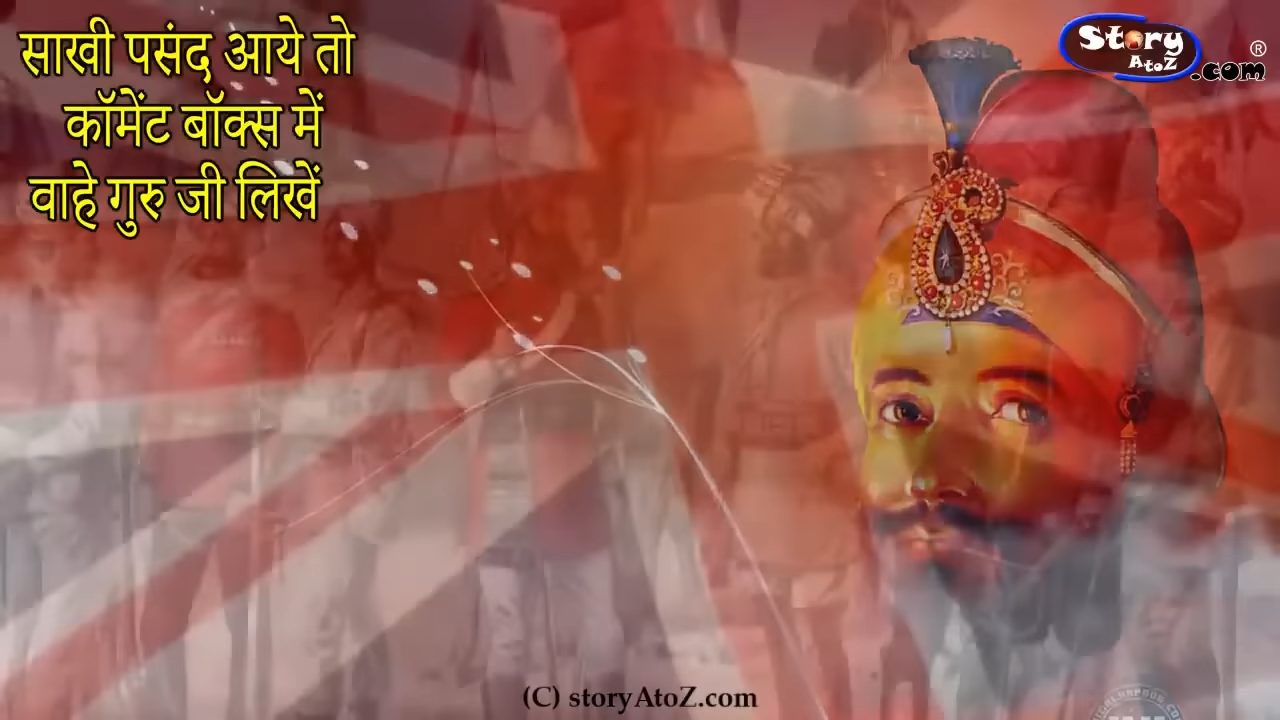 साखी पसंद आये तो
कॉमेंट बॉक्स में
वाहे गुरु जी लिखें
Story
AtoZ
.com
®
(C) storyAtoZ.com